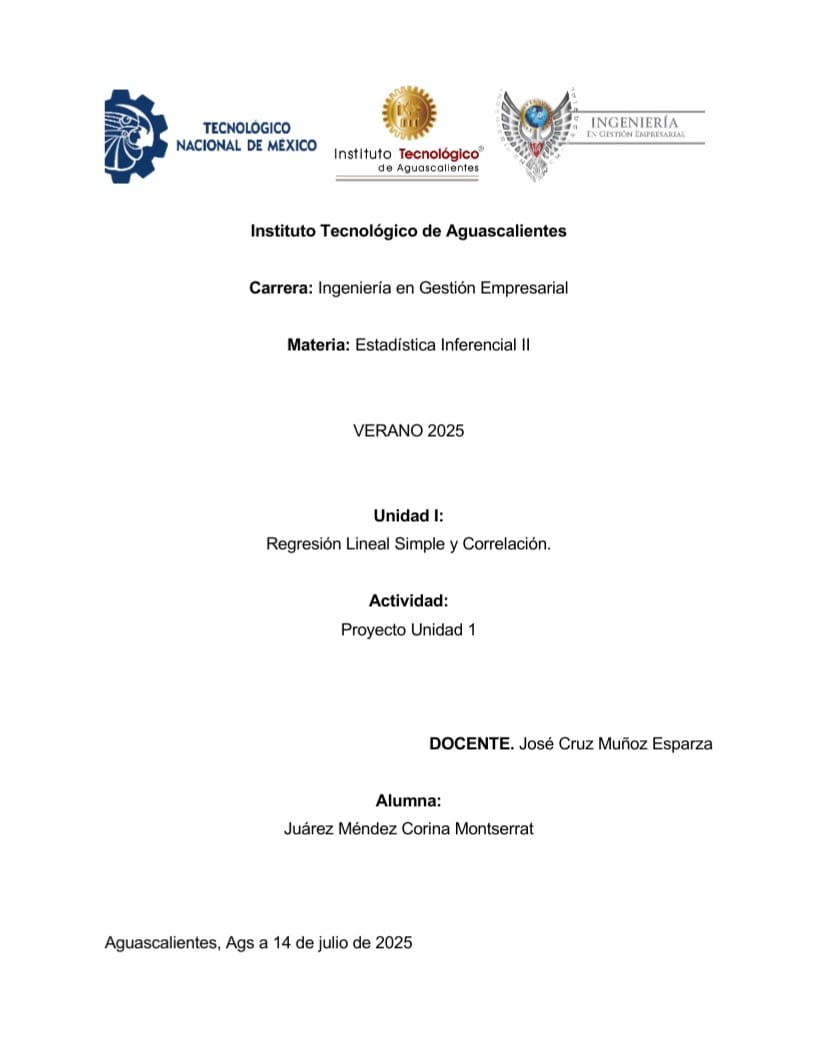 TECNOLÓGICO
NACIONAL DE MÉXICO
Instituto Tecnológico®
de Aguascalientes
INGENIERÍA
EN GESTIÓN EMPRESARIAL
Instituto Tecnológico de Aguascalientes
Carrera: Ingeniería en Gestión Empresarial
Materia: Estadística Inferencial II
VERANO 2025
Unidad I:
Regresión Lineal Simple y Correlación.
Actividad:
Proyecto Unidad 1
DOCENTE. José Cruz Muñoz Esparza
Alumna:
Juárez Méndez Corina Montserrat
Aguascalientes, Ags a 14 de julio de 2025